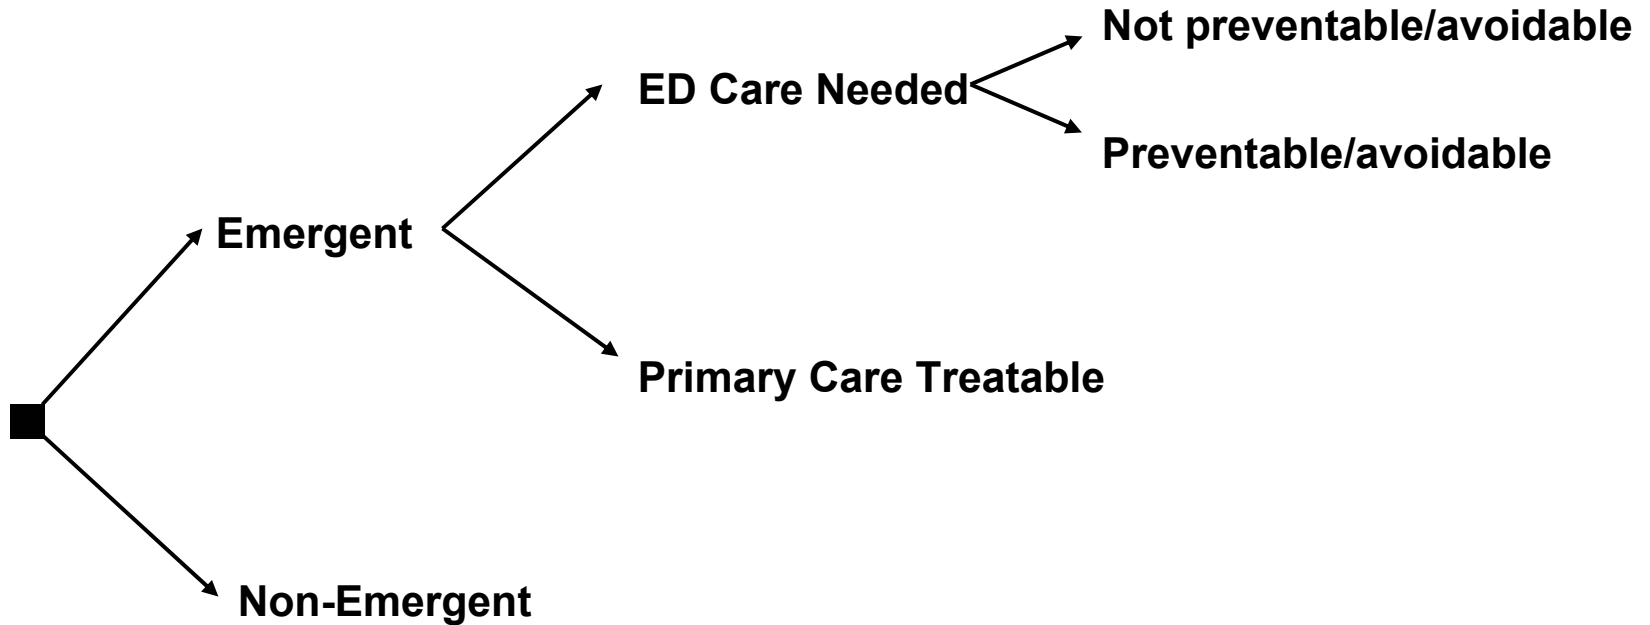 Not preventable/avoidable
ED Care Needed
Preventable/avoidable
Emergent
Primary Care Treatable
Non-Emergent